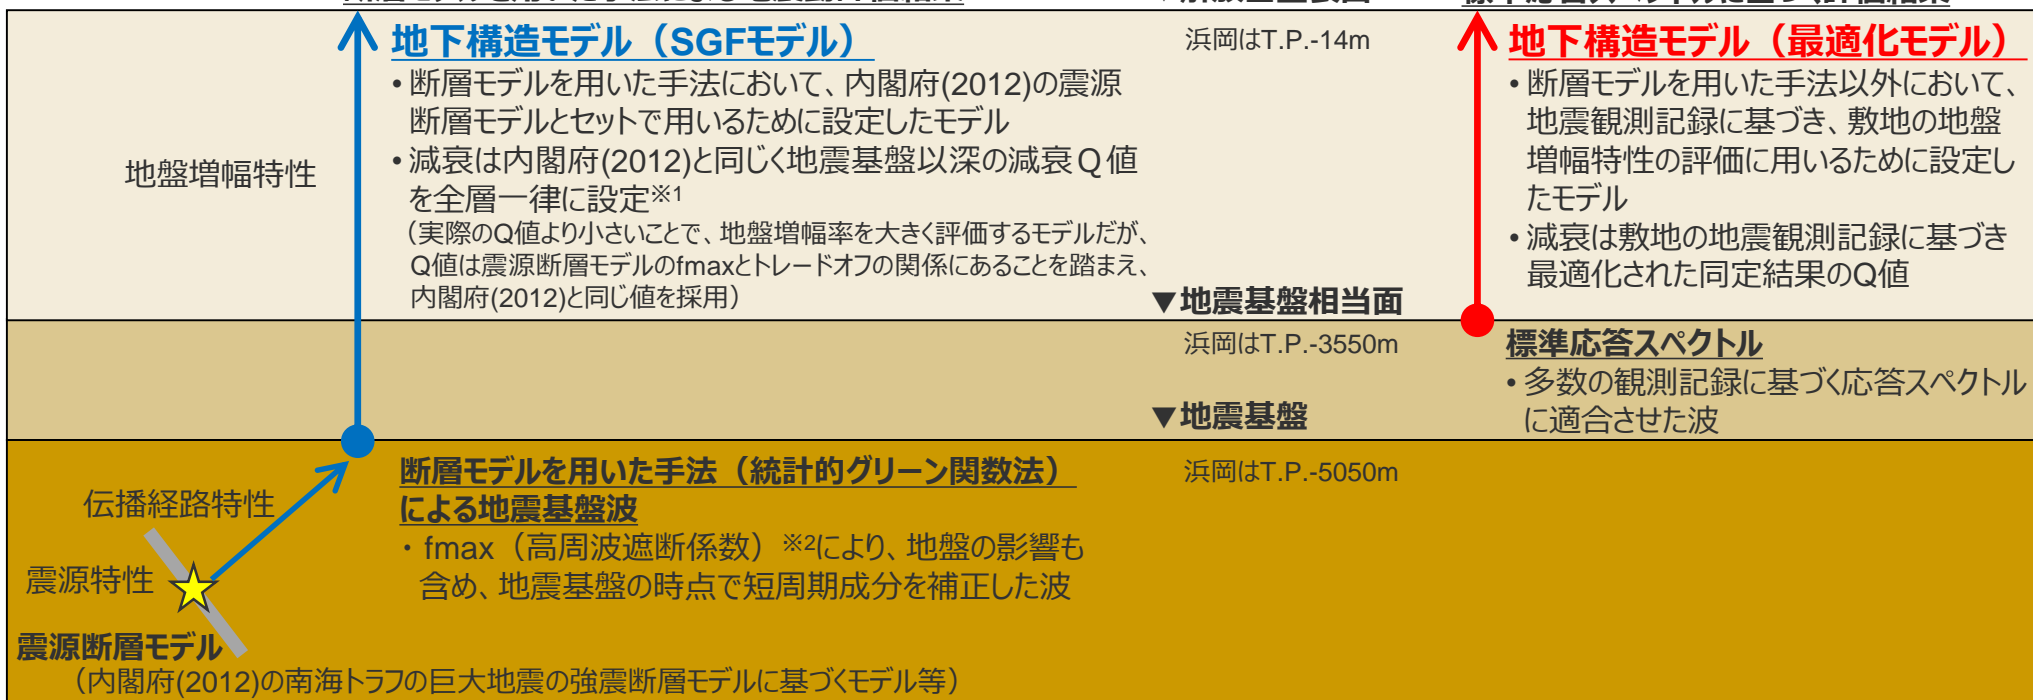 地下構造モデル（SGFモデル）
・断層モデルを用いた手法において、内閣府(2012)の震源
断層モデルとセットで用いるために設定したモデル
・減衰は内閣府(2012)と同じく地震基盤以深の減衰Q値
を全層一律に設定※1
（実際のQ値より小さいことで、地盤増幅率を大きく評価するモデルだが、
Q値は震源断層モデルのfmaxとトレードオフの関係にあることを踏まえ、
内閣府(2012)と同じ値を採用）
地盤増幅特性
浜岡はT.P.-14m
▼地震基盤相当面
浜岡はT.P.-3550m
▼地震基盤
浜岡はT.P.-5050m
地下構造モデル（最適化モデル）
・断層モデルを用いた手法以外において、
地震観測記録に基づき、敷地の地盤
増幅特性の評価に用いるために設定し
たモデル
・減衰は敷地の地震観測記録に基づき
最適化された同定結果のQ値
標準応答スペクトル
・多数の観測記録に基づく応答スペクトル
に適合させた波
断層モデルを用いた手法（統計的グリーン関数法）
による地震基盤波
・fmax（高周波遮断係数）※2により、地盤の影響も
含め、地震基盤の時点で短周期成分を補正した波
伝播経路特性
震源特性
震源断層モデル
（内閣府(2012)の南海トラフの巨大地震の強震断層モデルに基づくモデル等）